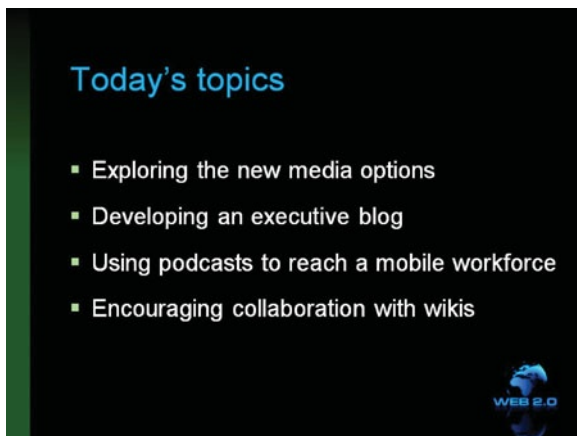 Today's topics
Exploring the new media options
Developing an executive blog
Using podcasts to reach a mobile workforce
Encouraging collaboration with wikis
WEB 2.0